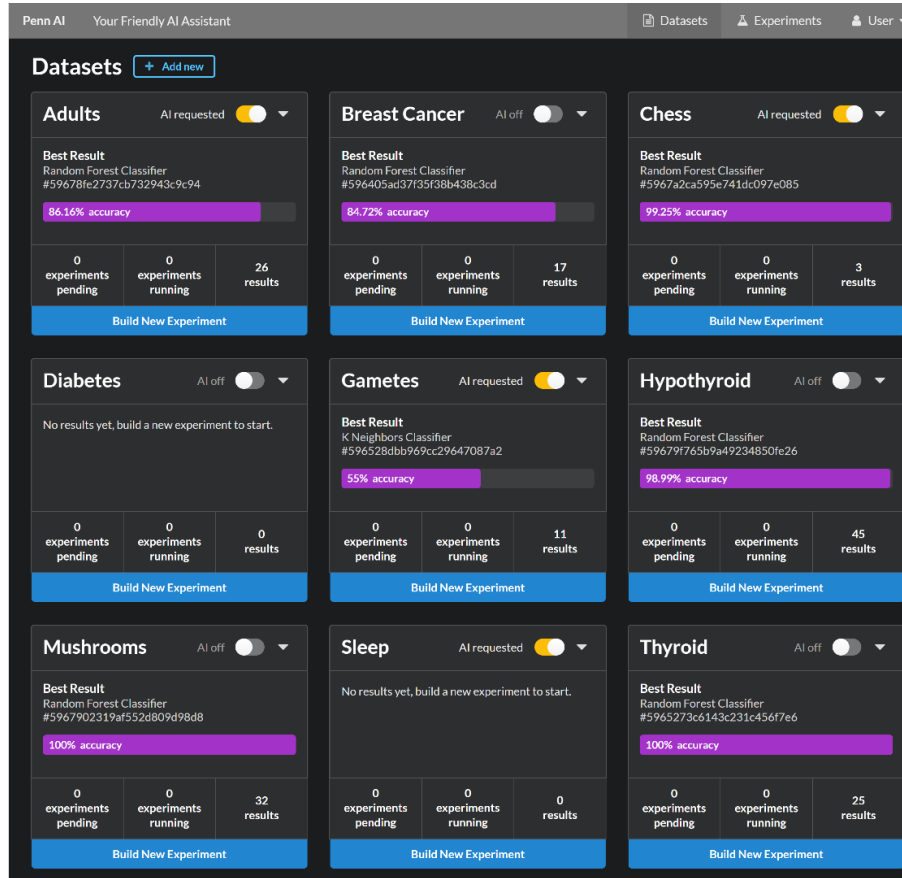 Penn AI Your Friendly AI Assistant Datasets Experiments User
Datasets + Add new
Adults AI requested
Best Result
Random Forest Classifier
#59678fe2737cb732943c9c94
86.16% accuracy
0 experiments pending
0 experiments running
26 results
Build New Experiment
Breast Cancer AI off
Best Result
Random Forest Classifier
#596405ad37f35f38b438c3cd
84.72% accuracy
0 experiments pending
0 experiments running
17 results
Build New Experiment
Chess AI requested
Best Result
Random Forest Classifier
#5967a2ca595e741dc097e085
99.25% accuracy
0 experiments pending
0 experiments running
3 results
Build New Experiment
Diabetes AI off
No results yet, build a new experiment to start.
0 experiments pending
0 experiments running
0 results
Build New Experiment
Gametes AI requested
Best Result
K Neighbors Classifier
#596528dbb969cc29647087a2
55% accuracy
0 experiments pending
0 experiments running
11 results
Build New Experiment
Hypothyroid AI off
Best Result
Random Forest Classifier
#59679f765b9a49234850fe26
98.99% accuracy
0 experiments pending
0 experiments running
45 results
Build New Experiment
Mushrooms AI off
Best Result
Random Forest Classifier
#5967902319af552d809d98d8
100% accuracy
0 experiments pending
0 experiments running
32 results
Build New Experiment
Sleep AI requested
No results yet, build a new experiment to start.
0 experiments pending
0 experiments running
0 results
Build New Experiment
Thyroid AI off
Best Result
Random Forest Classifier
#5965273c6143c231c456f7e6
100% accuracy
0 experiments pending
0 experiments running
25 results
Build New Experiment